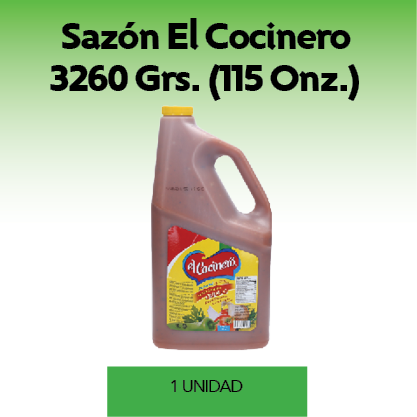 Sazón El Cocinero
3260 Grs. (115 Onz.)
el Cocinero
1 UNIDAD